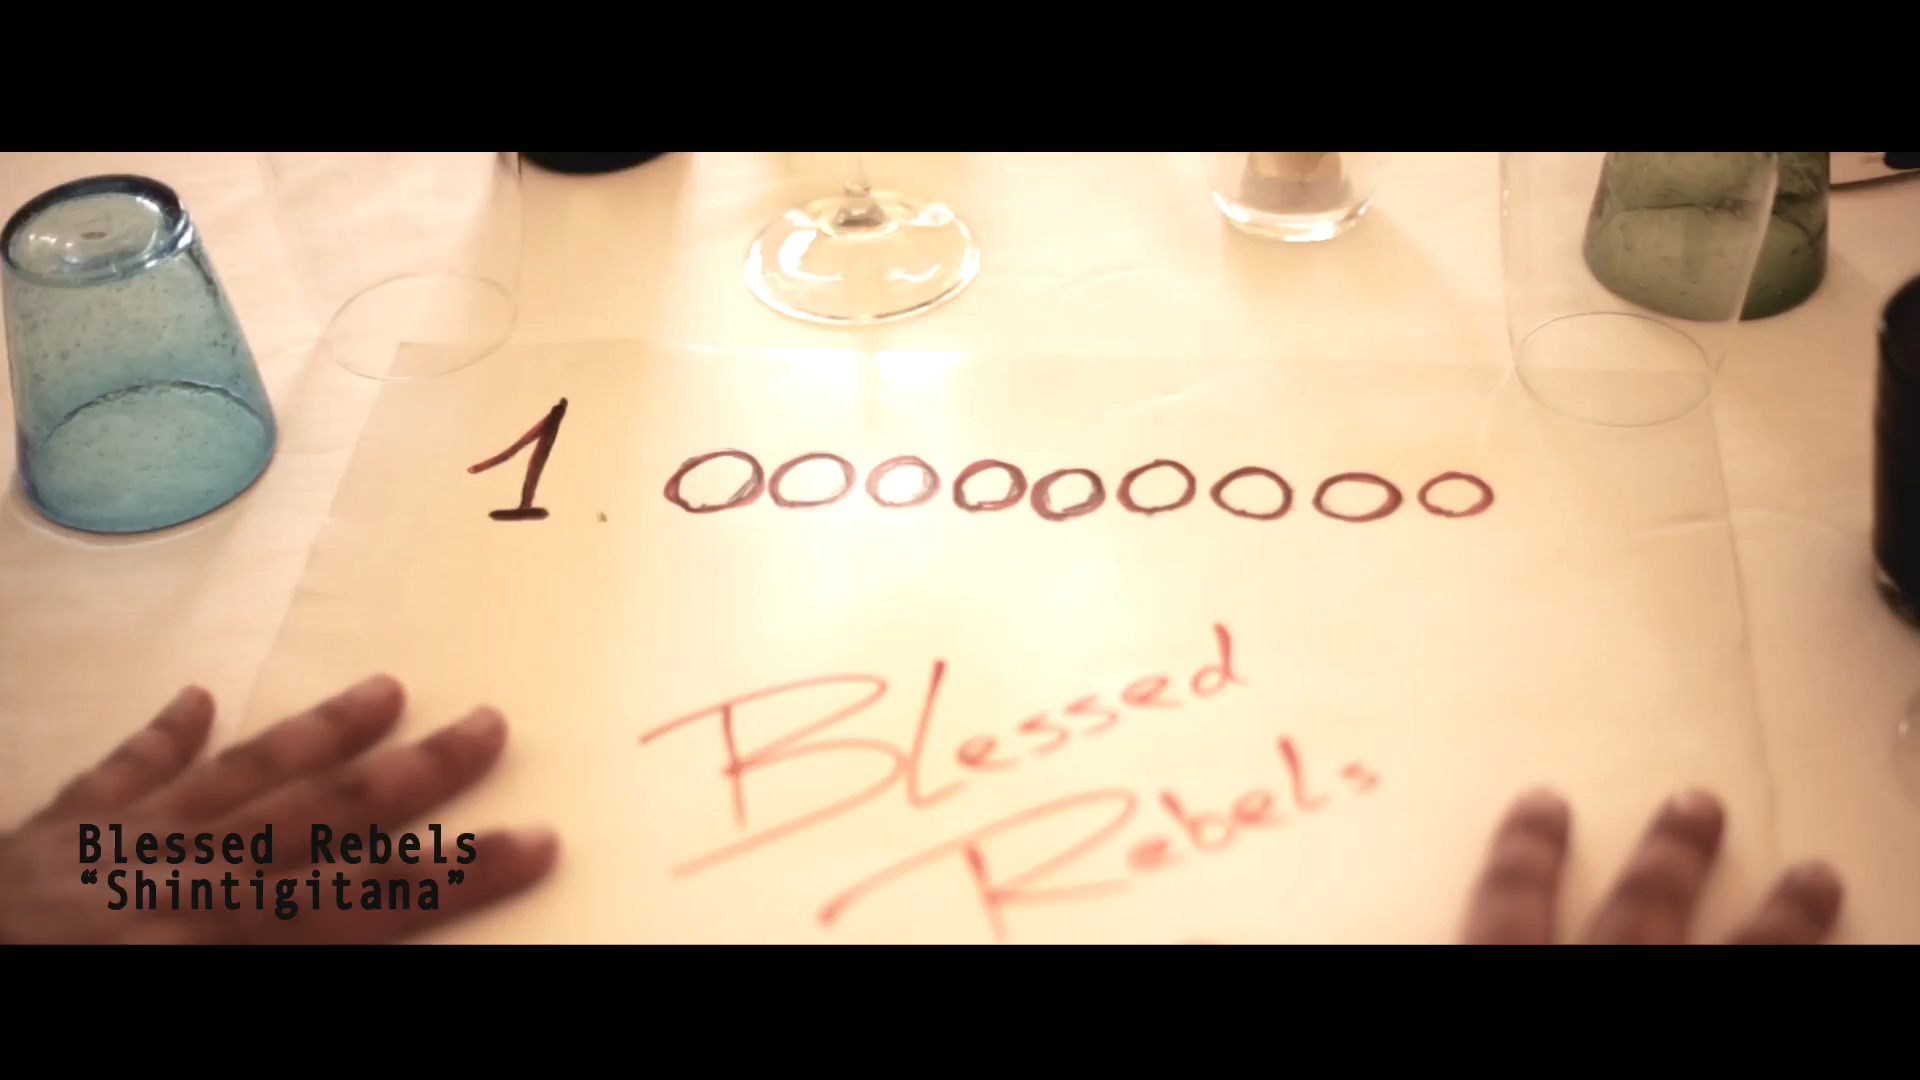 1. 000000000
Blessed
Rebels
Blessed Rebels
“Shintigitana”